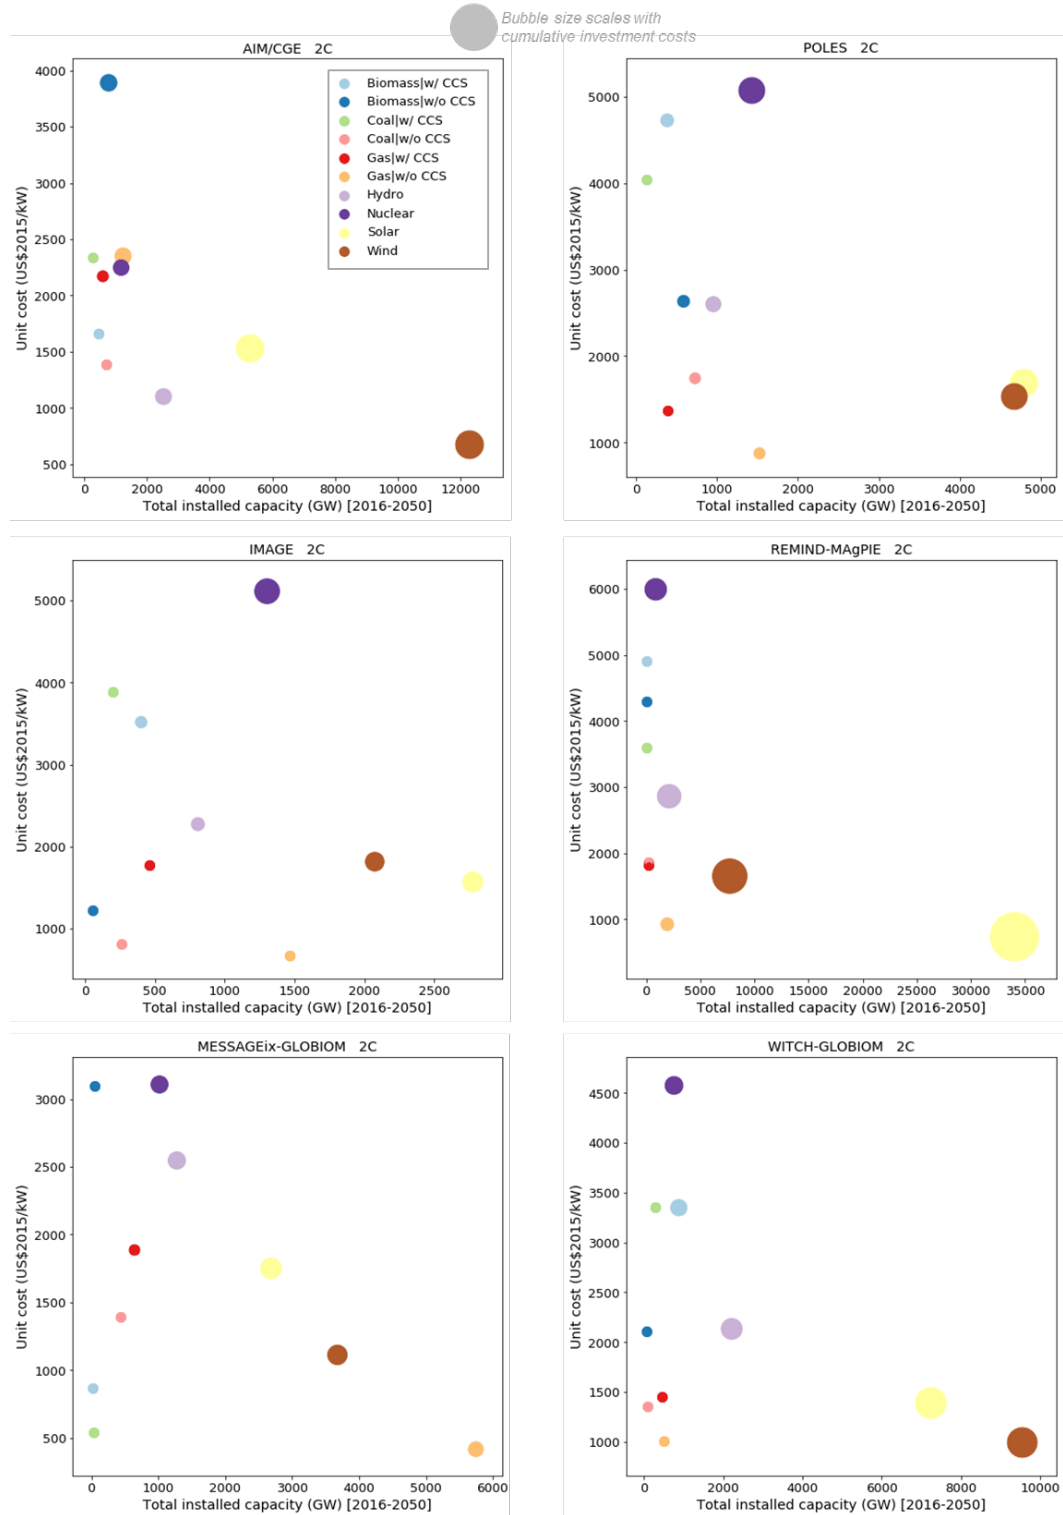 Bubble size scales with
cumulative investment costs
AIM/CGE 2C
4000
3500
3000
2500
2000
1500
1000
500
Unit cost (US$2015/kW)
Biomass|w/ CCS
Biomass|w/o CCS
Coal|w/ CCS
Coal|w/o CCS
Gas|w/ CCS
Gas|w/o CCS
Hydro
Nuclear
Solar
Wind
0 2000 4000 6000 8000 10000 12000
Total installed capacity (GW) [2016-2050]
POLES 2C
5000
4000
3000
2000
1000
Unit cost (US$2015/kW)
0 1000 2000 3000 4000 5000
Total installed capacity (GW) [2016-2050]
IMAGE 2C
5000
4000
3000
2000
1000
Unit cost (US$2015/kW)
0 500 1000 1500 2000 2500
Total installed capacity (GW) [2016-2050]
REMIND-MAgPIE 2C
6000
5000
4000
3000
2000
1000
Unit cost (US$2015/kW)
0 5000 10000 15000 20000 25000 30000 35000
Total installed capacity (GW) [2016-2050]
MESSAGEix-GLOBIOM 2C
3000
2500
2000
1500
1000
500
Unit cost (US$2015/kW)
0 1000 2000 3000 4000 5000 6000
Total installed capacity (GW) [2016-2050]
WITCH-GLOBIOM 2C
4500
4000
3500
3000
2500
2000
1500
1000
Unit cost (US$2015/kW)
0 2000 4000 6000 8000 10000
Total installed capacity (GW) [2016-2050]